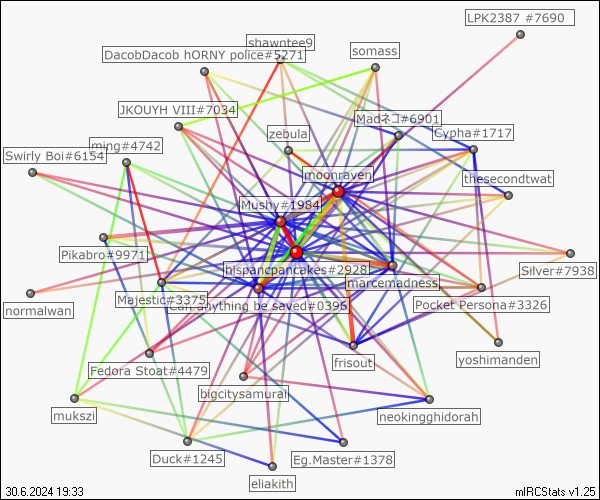 LPK2387 #7690
shawntee9
DacobDacob hORNY police#5271
somass
JKOUYH VIII#7034
Madネコ#6901
zebula
Cypha#1717
ming#4742
Swirly Boi#6154
moonraven
thesecondtwat
Mushy#1984
Pikabro#9971
hispancpancakes#2928
Silver#7938
marcemadness
normalwan
Majestic#3375
Can anything be saved#0396
Pocket Persona#3326
frisout
yoshimanden
Fedora Stoat#4479
bigcitysamurai
mukszi
neokingghidorah
Duck#1245
Eg.Master#1378
eliakith
30.6.2024 19:33
mIRCStats v1.25